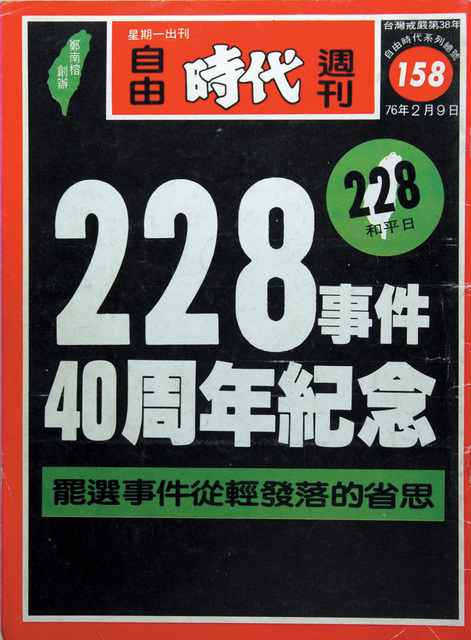 鄭南榕
創辦
星期一出刊
自由時代週刊
台灣戒嚴第38年
自由時代系列總號
158
76年2月9日
228
和平日
228事件
40周年紀念
罷選事件從輕發落的省思